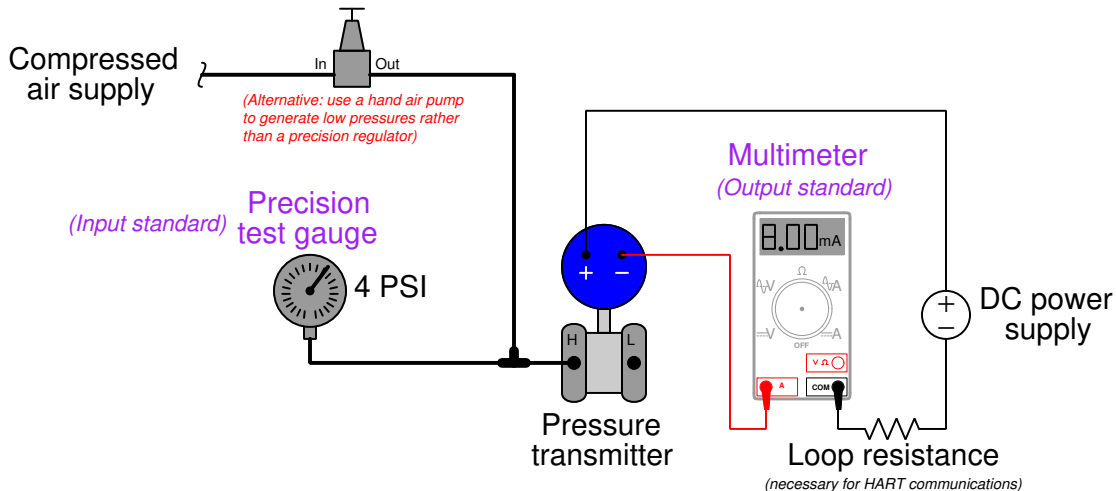 Compressed
air supply
In
Out
(Alternative: use a hand air pump
to generate low pressures rather
than a precision regulator)
(Input standard)
Precision
test gauge
4 PSI
H
L
+
−
Pressure
transmitter
Multimeter
(Output standard)
8.00 mA
V
Ω
A
V
A
OFF
V Ω
A
COM
+
−
DC power
supply
Loop resistance
(necessary for HART communications)